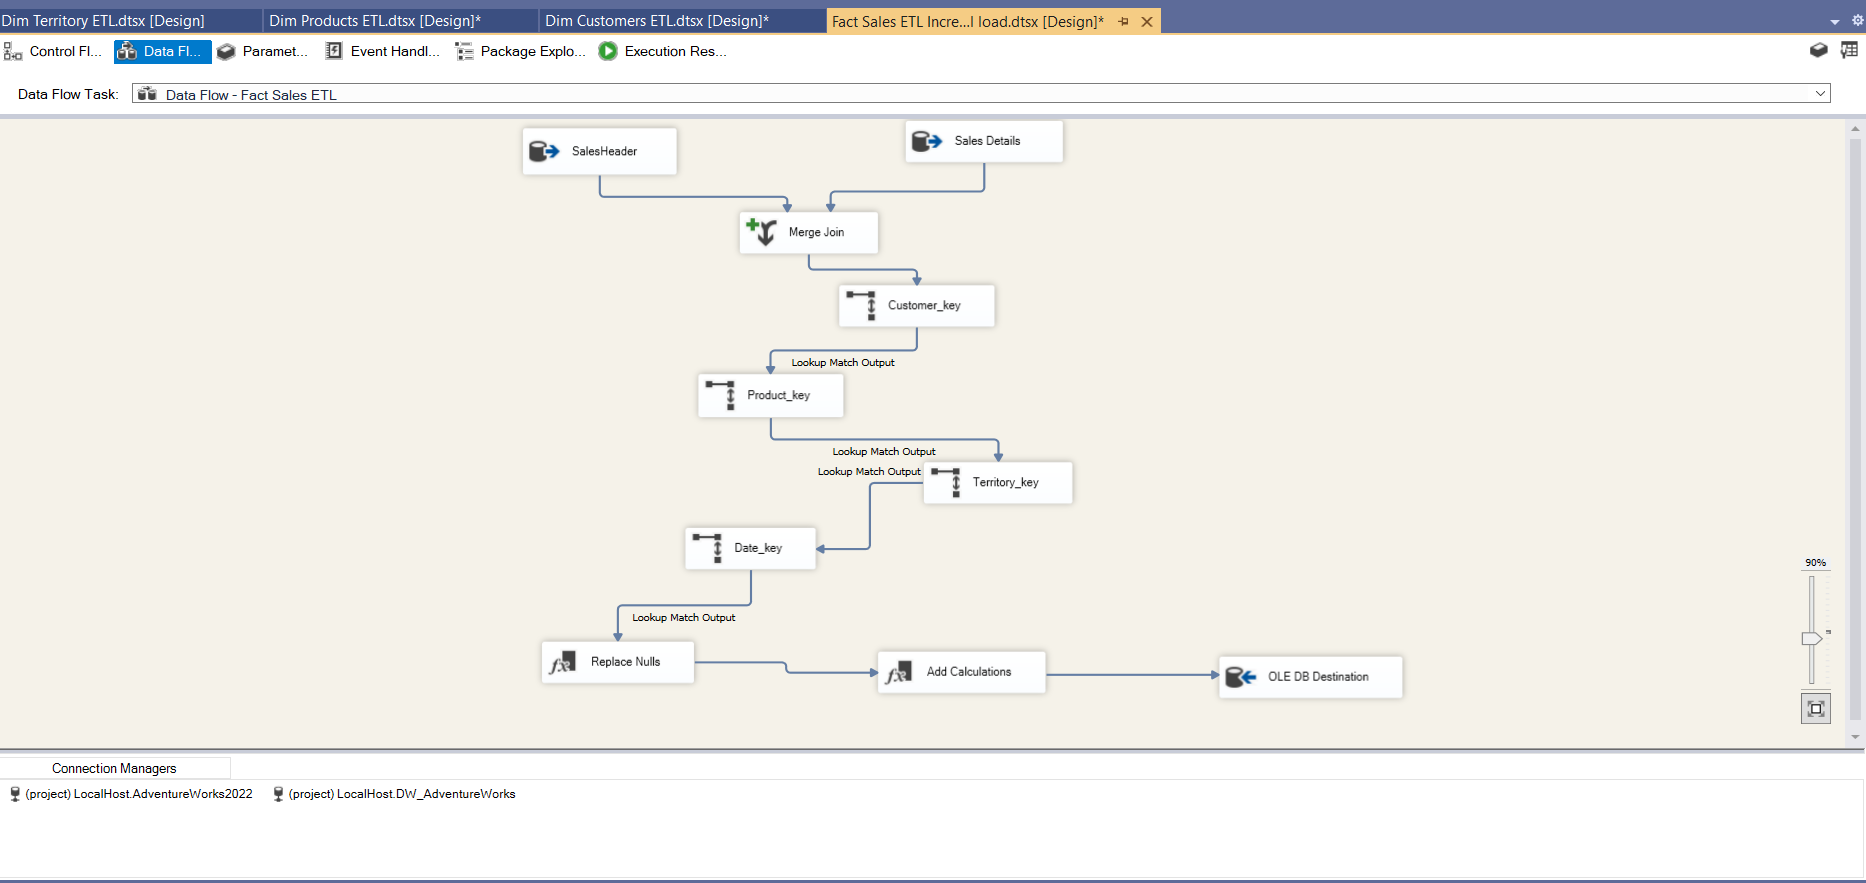 Dim Territory ETL.dtsx [Design]
Dim Products ETL.dtsx [Design]*
Dim Customers ETL.dtsx [Design]*
Fact Sales ETL Incre...l load.dtsx [Design]*
Control Fl...
Data Fl...
Paramet...
Event Handl...
Package Explo...
Execution Res...
Data Flow Task:
Data Flow - Fact Sales ETL
SalesHeader
Sales Details
Merge Join
Customer_key
Lookup Match Output
Product_key
Lookup Match Output
Lookup Match Output
Territory_key
Date_key
Lookup Match Output
Replace Nulls
Add Calculations
OLE DB Destination
90%
Connection Managers
(project) LocalHost.AdventureWorks2022
(project) LocalHost.DW_AdventureWorks